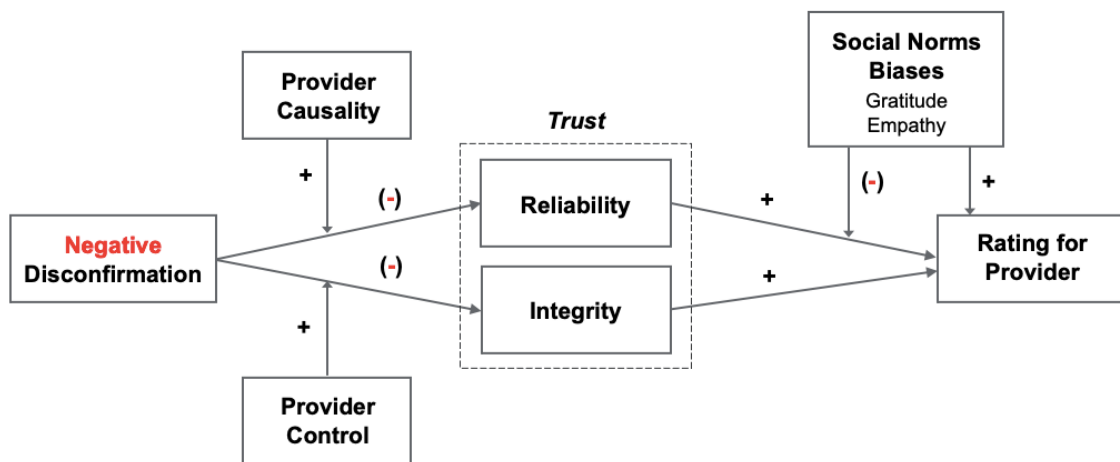 Social Norms
Biases
Gratitude
Empathy
Provider
Causality
Trust
+
(-)
(-)
+
Reliability
+
Negative
Disconfirmation
(-)
Rating for
Provider
+
Integrity
+
Provider
Control